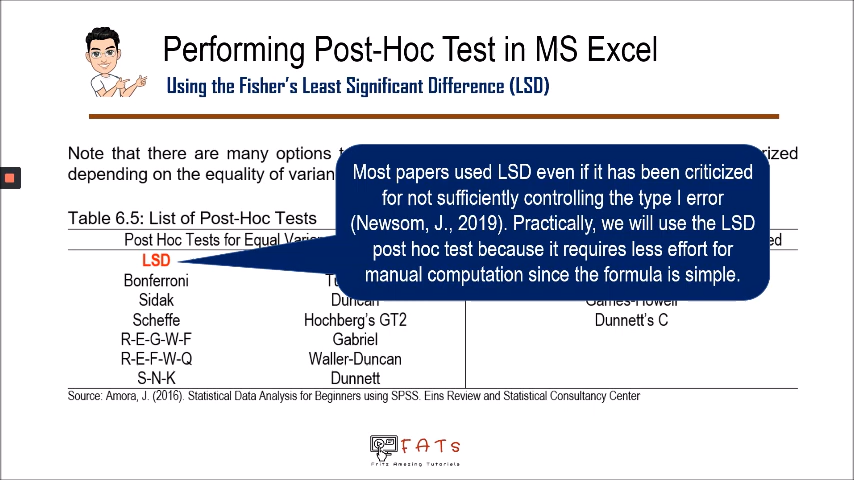 Performing Post-Hoc Test in MS Excel
Using the Fisher's Least Significant Difference (LSD)
Note that there are many options
depending on the equality of varian
Most papers used LSD even if it has been criticized
for not sufficiently controlling the type I error
(Newsom, J., 2019). Practically, we will use the LSD
post hoc test because it requires less effort for
manual computation since the formula is simple.
Table 6.5: List of Post-Hoc Tests
Post Hoc Tests for Equal Varian
LSD
Bonferroni
Sidak Duncan
Scheffe Hochberg's GT2 Dunnett's C
R-E-G-W-F Gabriel
R-E-F-W-Q Waller-Duncan
S-N-K Dunnett
Source: Amora, J. (2016). Statistical Data Analysis for Beginners using SPSS. Eins Review and Statistical Consultancy Center
FATs
Fritz Amazing Tutorials